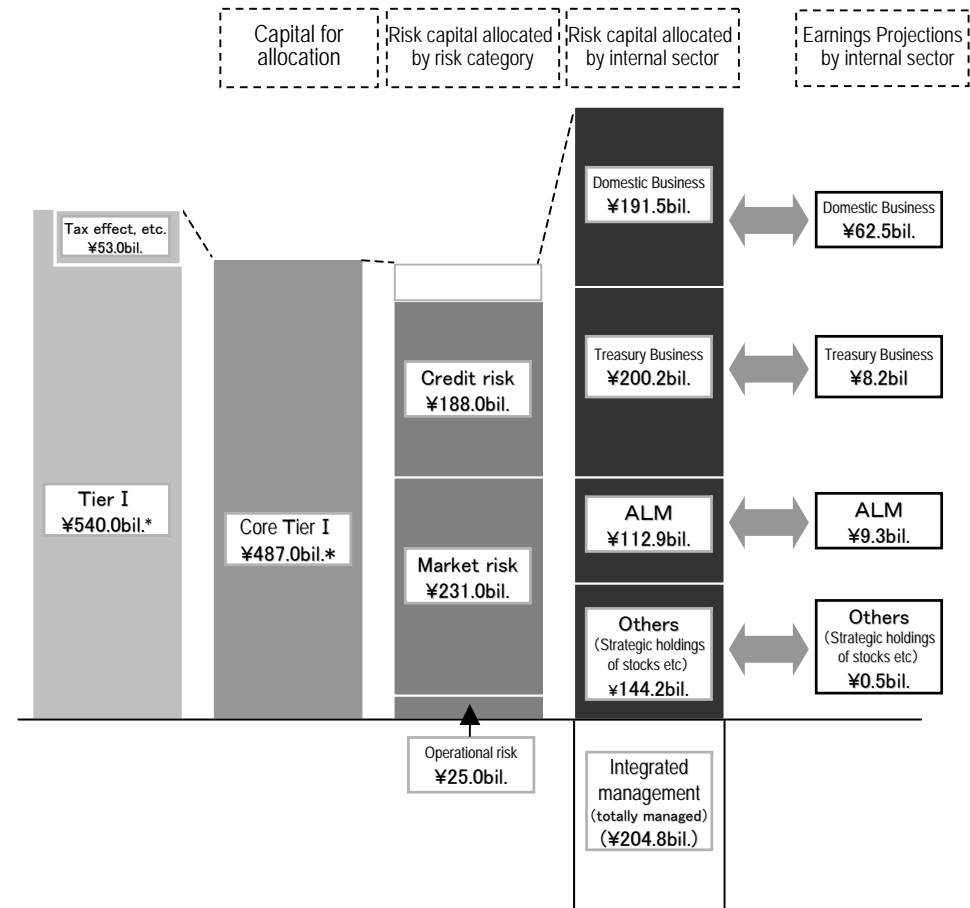 Capital for
allocation
Risk capital allocated
by risk category
Risk capital allocated
by internal sector
Earnings Projections
by internal sector
Tax effect, etc.
¥53.0bil.
Tier Ⅰ
¥540.0bil.*
Core Tier Ⅰ
¥487.0bil.*
Credit risk
¥188.0bil.
Market risk
¥231.0bil.
Operational risk
¥25.0bil.
Domestic Business
¥191.5bil.
Treasury Business
¥200.2bil.
ALM
¥112.9bil.
Others
(Strategic holdings
of stocks etc)
¥144.2bil.
Integrated
management
(totally managed)
(¥204.8bil.)
Domestic Business
¥62.5bil.
Treasury Business
¥8.2bil
ALM
¥9.3bil.
Others
(Strategic holdings
of stocks etc)
¥0.5bil.